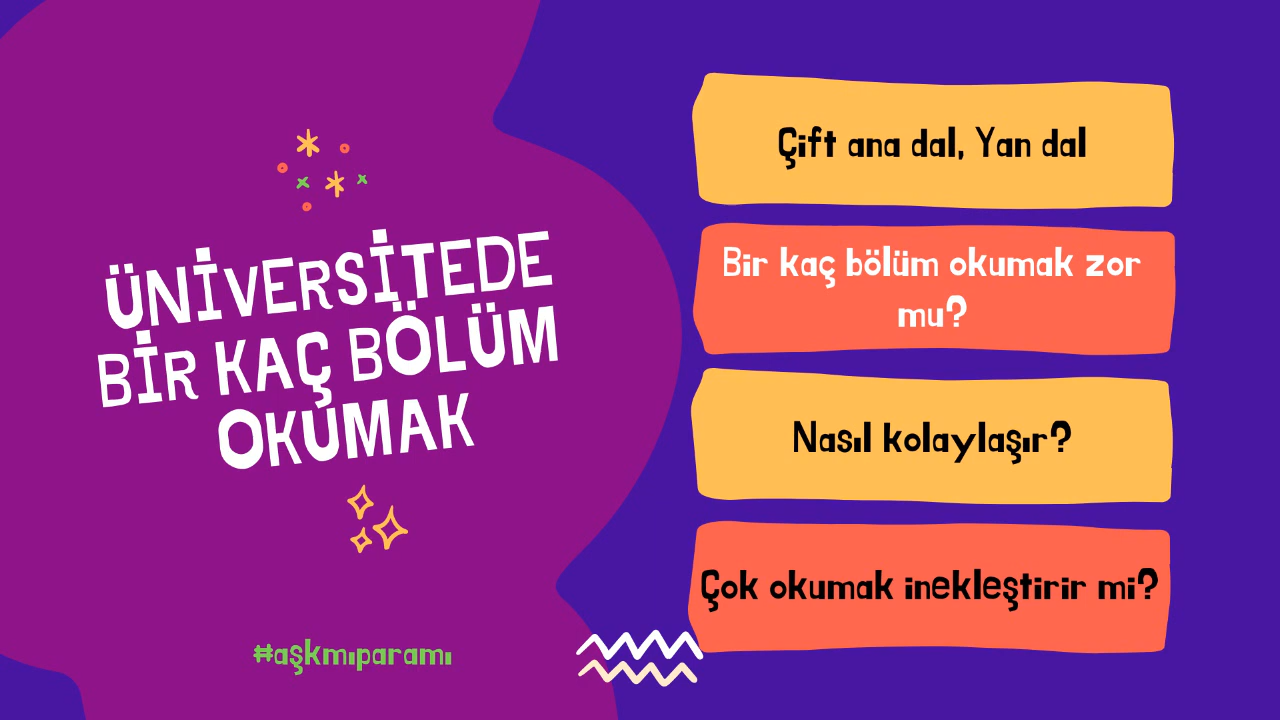 ÜNİVERSİTEDE
BİR KAÇ BÖLÜM
OKUMAK
#aşkmıparamı
Çift ana dal, Yan dal
Bir kaç bölüm okumak zor
mu?
Nasıl kolaylaşır?
Çok okumak inekleştirir mi?